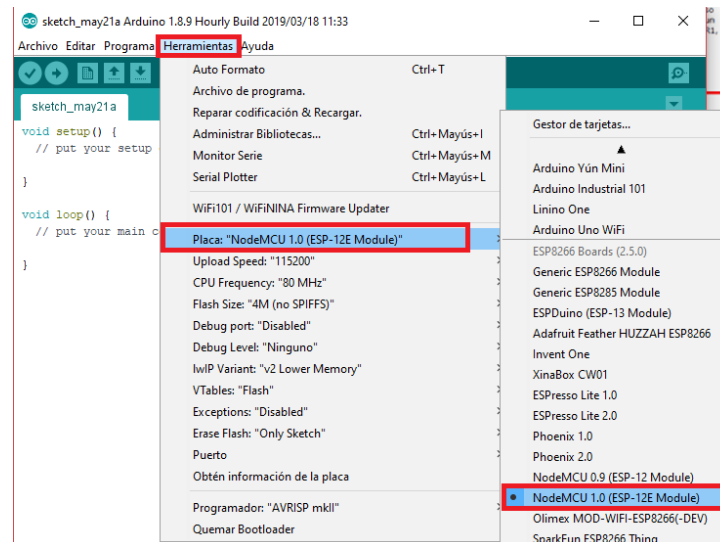 sketch_may21a Arduino 1.8.9 Hourly Build 2019/03/18 11:33
Archivo Editar Programa Herramientas Ayuda
sketch_may21a
void setup() {
// put your setup
}
void loop() {
// put your main c
}
Auto Formato Ctrl+T
Archivo de programa.
Reparar codificación & Recargar.
Administrar Bibliotecas... Ctrl+Mayús+I
Monitor Serie Ctrl+Mayús+M
Serial Plotter Ctrl+Mayús+L
WiFi101 / WiFiNINA Firmware Updater
Placa: "NodeMCU 1.0 (ESP-12E Module)"
Upload Speed: "115200"
CPU Frequency: "80 MHz"
Flash Size: "4M (no SPIFFS)"
Debug port: "Disabled"
Debug Level: "Ninguno"
lwIP Variant: "v2 Lower Memory"
VTables: "Flash"
Exceptions: "Disabled"
Erase Flash: "Only Sketch"
Puerto
Obtén información de la placa
Programador: "AVRISP mkII"
Quemar Bootloader
Gestor de tarjetas...
Arduino Yún Mini
Arduino Industrial 101
Linino One
Arduino Uno WiFi
ESP8266 Boards (2.5.0)
Generic ESP8266 Module
Generic ESP8285 Module
ESPDuino (ESP-13 Module)
Adafruit Feather HUZZAH ESP8266
Invent One
XinaBox CW01
ESPresso Lite 1.0
ESPresso Lite 2.0
Phoenix 1.0
Phoenix 2.0
NodeMCU 0.9 (ESP-12 Module)
NodeMCU 1.0 (ESP-12E Module)
Olimex MOD-WIFI-ESP8266(-DEV)
SparkFun ESP8266 Thing